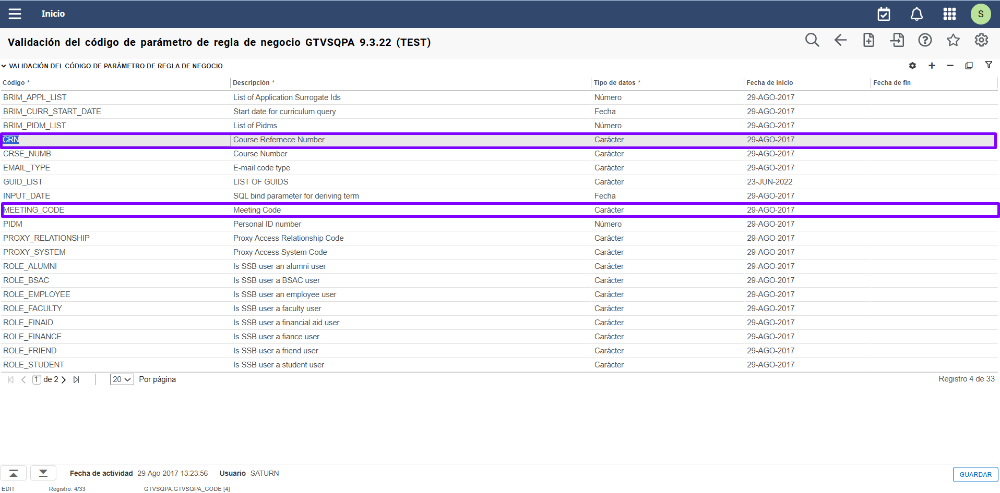 Inicio
S
Validación del código de parámetro de regla de negocio GTVSQPA 9.3.22 (TEST)
VALIDACIÓN DEL CÓDIGO DE PARÁMETRO DE REGLA DE NEGOCIO
Código * Descripción * Tipo de datos * Fecha de inicio Fecha de fin
BRIM_APPL_LIST List of Application Surrogate Ids Número 29-AGO-2017
BRIM_CURR_START_DATE Start date for curriculum query Fecha 29-AGO-2017
BRIM_PIDM_LIST List of Pidms Número 29-AGO-2017
CRN Course Refernece Number Carácter 29-AGO-2017
CRSE_NUMB Course Number Carácter 29-AGO-2017
EMAIL_TYPE E-mail code type Carácter 29-AGO-2017
GUID_LIST LIST OF GUIDS Carácter 23-JUN-2022
INPUT_DATE SQL bind parameter for deriving term Fecha 29-AGO-2017
MEETING_CODE Meeting Code Carácter 29-AGO-2017
PIDM Personal ID number Número 29-AGO-2017
PROXY_RELATIONSHIP Proxy Access Relationship Code Carácter 29-AGO-2017
PROXY_SYSTEM Proxy Access System Code Carácter 29-AGO-2017
ROLE_ALUMNI Is SSB user an alumni user Carácter 29-AGO-2017
ROLE_BSAC Is SSB user a BSAC user Carácter 29-AGO-2017
ROLE_EMPLOYEE Is SSB user an employee user Carácter 29-AGO-2017
ROLE_FACULTY Is SSB user a faculty user Carácter 29-AGO-2017
ROLE_FINAID Is SSB user a financial aid user Carácter 29-AGO-2017
ROLE_FINANCE Is SSB user a fiance user Carácter 29-AGO-2017
ROLE_FRIEND Is SSB user a friend user Carácter 29-AGO-2017
ROLE_STUDENT Is SSB user a student user Carácter 29-AGO-2017
1 de 2 20 Por página Registro 4 de 33
Fecha de actividad 29-Ago-2017 13:23:56 Usuario SATURN
GUARDAR
EDIT Registro: 4/33 GTVSQPA.GTVSQPA_CODE [4]